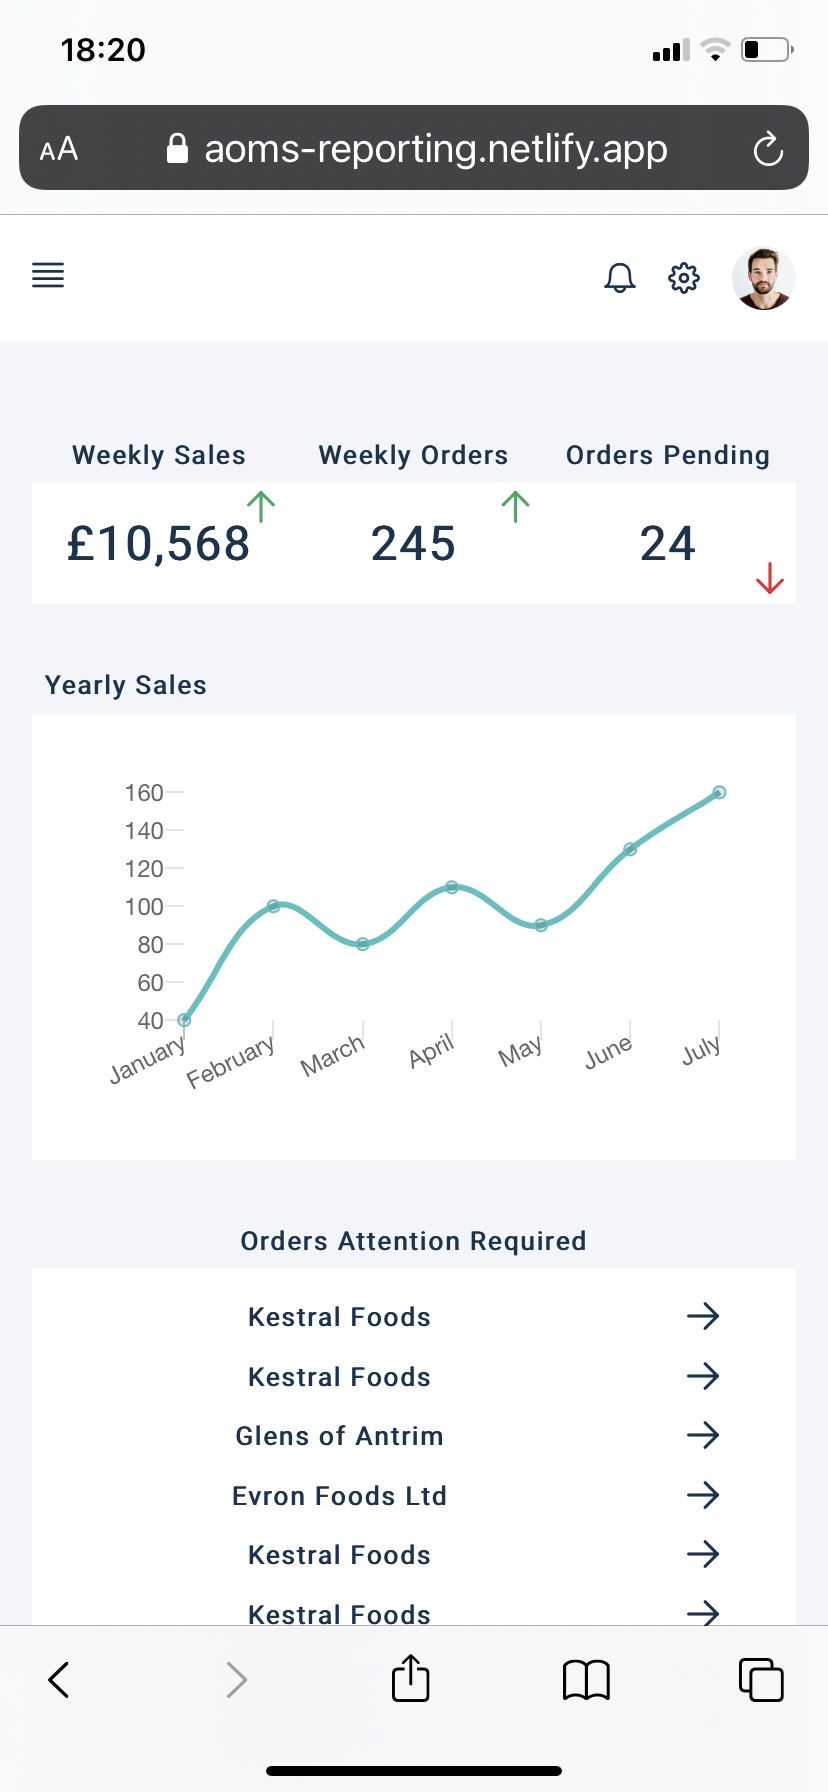 18:20
AA aoms-reporting.netlify.app
Weekly Sales Weekly Orders Orders Pending
£10,568 245 24
Yearly Sales
160
140
120
100
80
60
40
January February March April May June July
Orders Attention Required
Kestral Foods
Kestral Foods
Glens of Antrim
Evron Foods Ltd
Kestral Foods
Kestral Foods